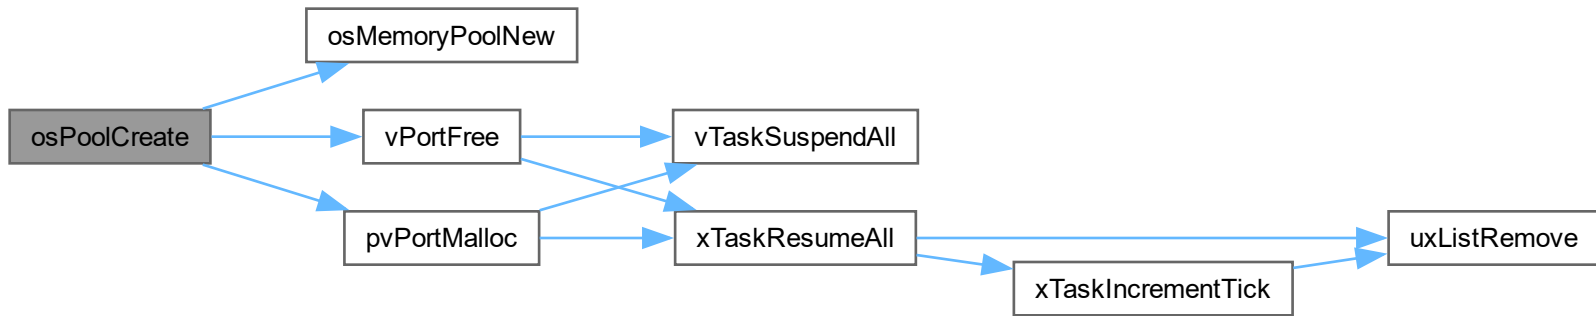 osMemoryPoolNew
osPoolCreate
vPortFree
vTaskSuspendAll
pvPortMalloc
xTaskResumeAll
uxListRemove
xTaskIncrementTick